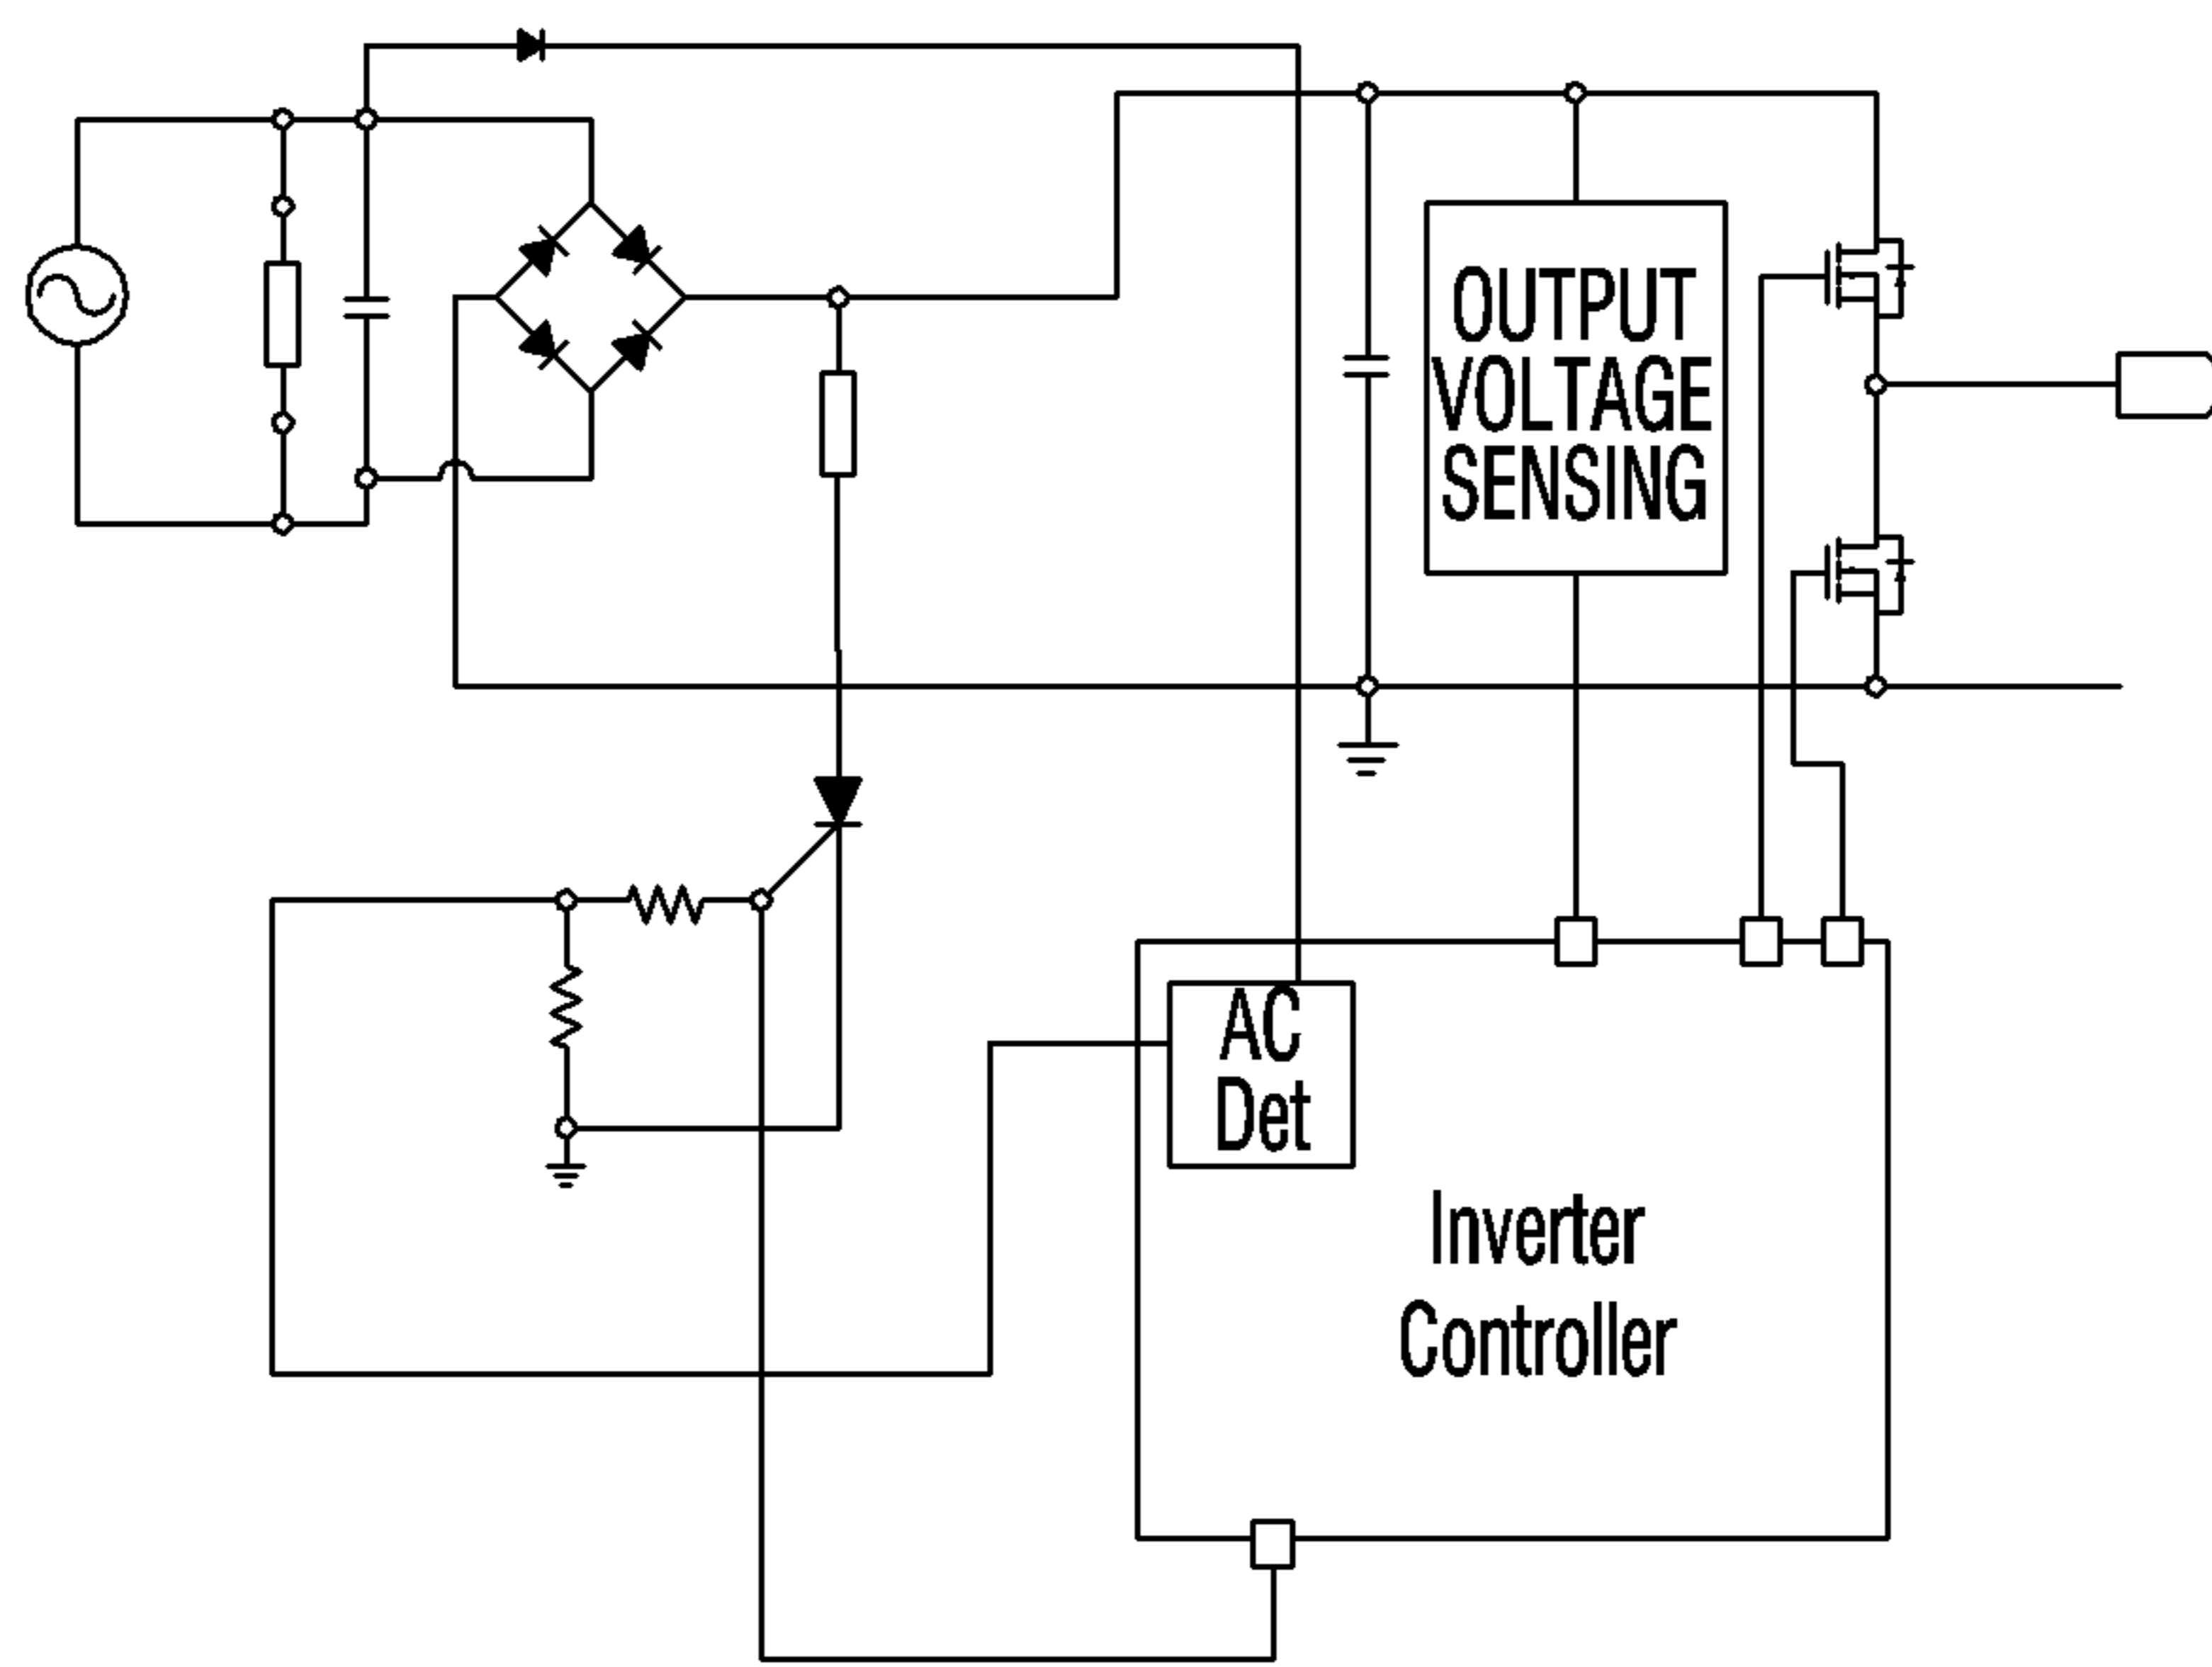 OUTPUT
VOLTAGE
SENSING
AC
Det
Inverter
Controller